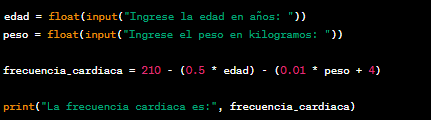 edad = float(input("Ingrese la edad en años: "))
peso = float(input("Ingrese el peso en kilogramos: "))
frecuencia_cardiaca = 210 - (0.5 * edad) - (0.01 * peso + 4)
print("La frecuencia cardiaca es:", frecuencia_cardiaca)